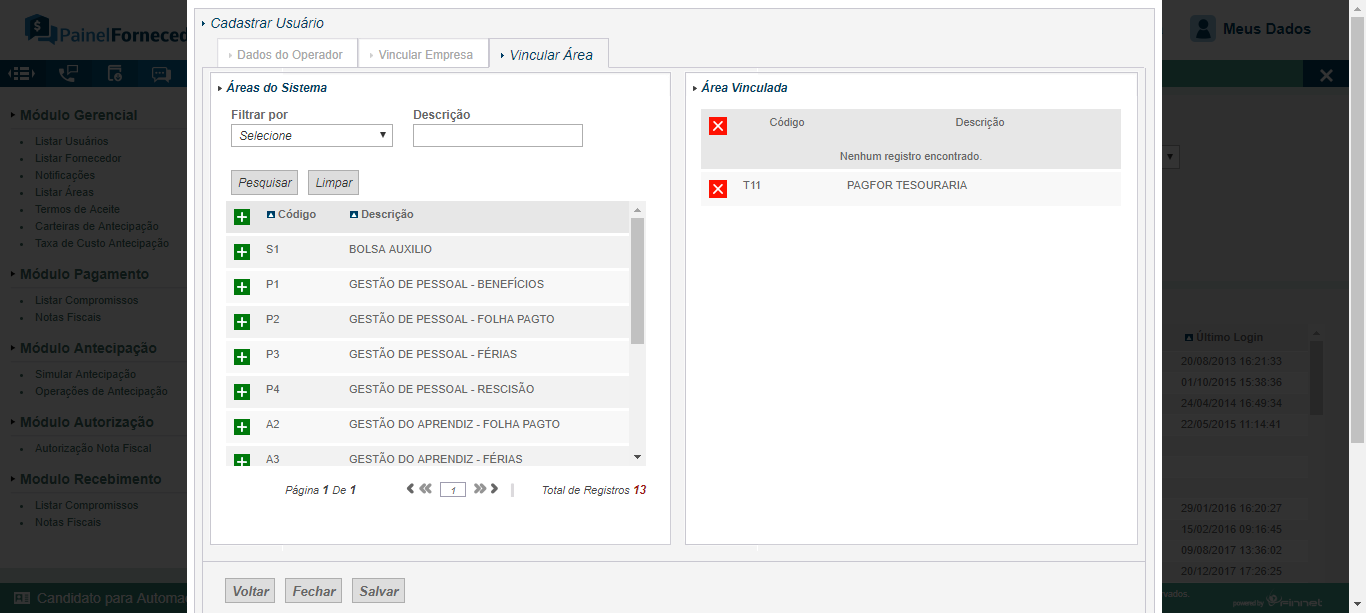 PainelForneced
Meus Dados
Módulo Gerencial
Listar Usuários
Listar Fornecedor
Notificações
Listar Áreas
Termos de Aceite
Carteiras de Antecipação
Taxa de Custo Antecipação
Módulo Pagamento
Listar Compromissos
Notas Fiscais
Módulo Antecipação
Simular Antecipação
Operações de Antecipação
Módulo Autorização
Autorização Nota Fiscal
Modulo Recebimento
Listar Compromissos
Notas Fiscais
Candidato para Automa
Cadastrar Usuário
Dados do Operador
Vincular Empresa
Vincular Área
Áreas do Sistema
Filtrar por
Descrição
Selecione
Pesquisar
Limpar
Código Descrição
S1 BOLSA AUXILIO
P1 GESTÃO DE PESSOAL - BENEFÍCIOS
P2 GESTÃO DE PESSOAL - FOLHA PAGTO
P3 GESTÃO DE PESSOAL - FÉRIAS
P4 GESTÃO DE PESSOAL - RESCISÃO
A2 GESTÃO DO APRENDIZ - FOLHA PAGTO
A3 GESTÃO DO APRENDIZ - FÉRIAS
Página 1 De 1
1
Total de Registros 13
Área Vinculada
Código Descrição
Nenhum registro encontrado.
T11 PAGFOR TESOURARIA
Voltar
Fechar
Salvar
Último Login
20/08/2013 16:21:33
01/10/2015 15:38:36
24/04/2014 16:49:34
22/05/2015 11:14:41
29/01/2016 16:20:27
15/02/2016 09:16:45
09/08/2017 13:36:02
20/12/2017 17:26:25
vados.
powered by